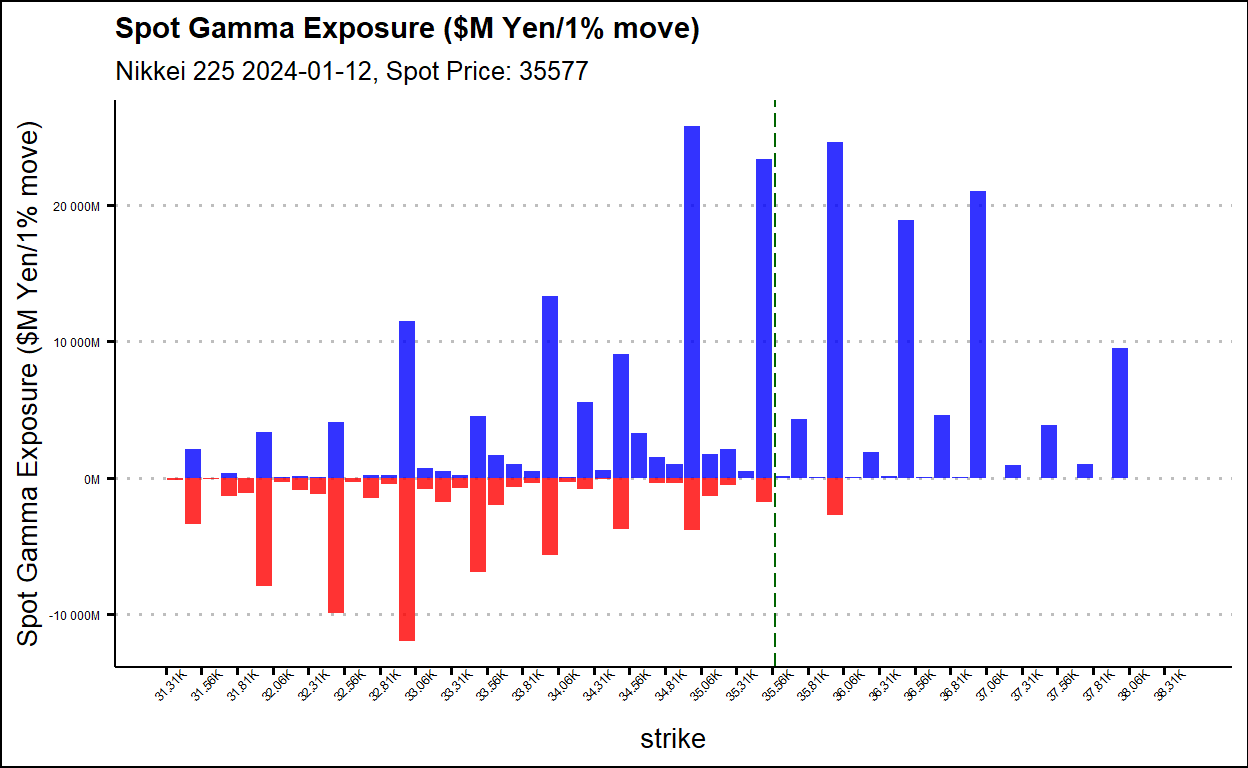 Spot Gamma Exposure ($M Yen/1% move)
Nikkei 225 2024-01-12, Spot Price: 35577
Spot Gamma Exposure ($M Yen/1% move)
20 000M
10 000M
0M
-10 000M
31.31K 31.56K 31.81K 32.06K 32.31K 32.56K 32.81K 33.06K 33.31K 33.56K 33.81K 34.06K 34.31K 34.56K 34.81K 35.06K 35.31K 35.56K 35.81K 36.06K 36.31K 36.56K 36.81K 37.06K 37.31K 37.56K 37.81K 38.06K 38.31K
strike